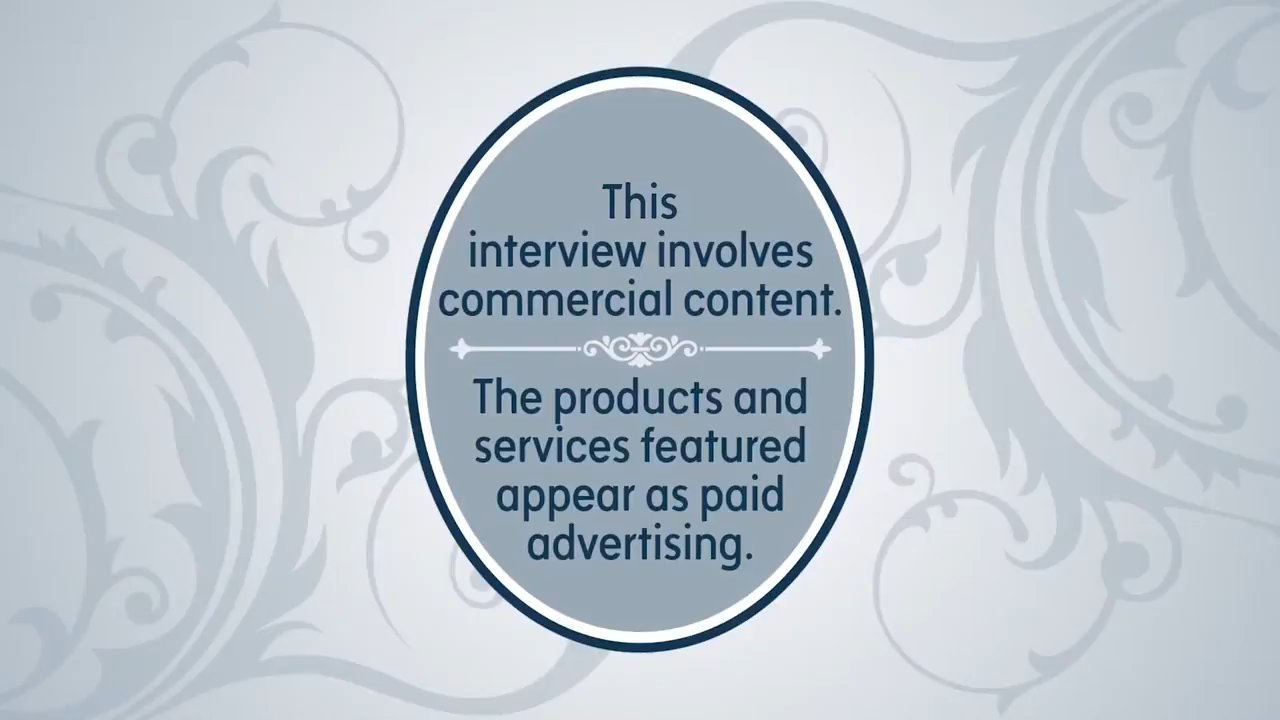 This
interview involves
commercial content.
The products and
services featured
appear as paid
advertising.